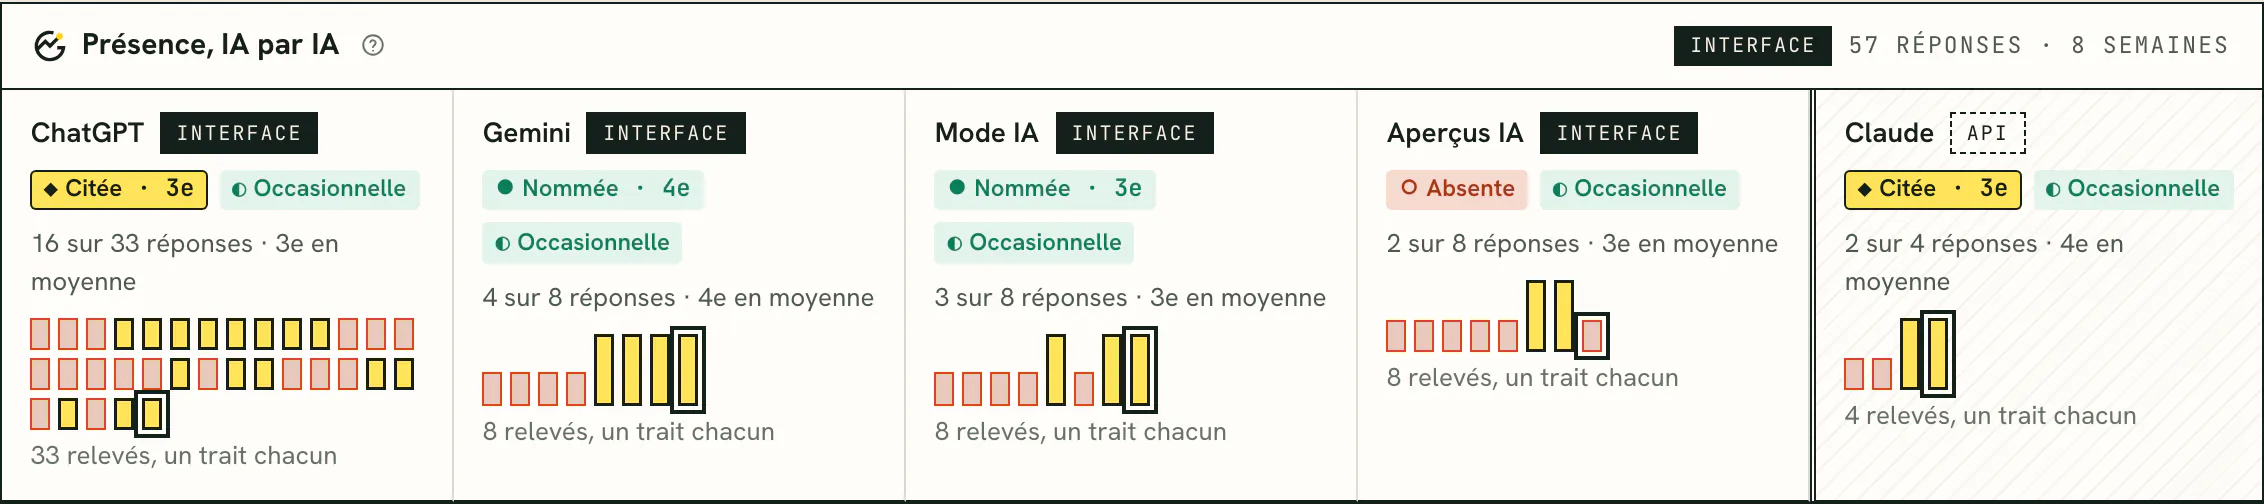 Présence, IA par IA ?
INTERFACE 57 RÉPONSES · 8 SEMAINES
ChatGPT INTERFACE
◆ Citée · 3e ◐ Occasionnelle
16 sur 33 réponses · 3e en
moyenne
33 relevés, un trait chacun
Gemini INTERFACE
● Nommée · 4e
◐ Occasionnelle
4 sur 8 réponses · 4e en moyenne
8 relevés, un trait chacun
Mode IA INTERFACE
● Nommée · 3e
◐ Occasionnelle
3 sur 8 réponses · 3e en moyenne
8 relevés, un trait chacun
Aperçus IA INTERFACE
○ Absente ◐ Occasionnelle
2 sur 8 réponses · 3e en moyenne
8 relevés, un trait chacun
Claude API
◆ Citée · 3e ◐ Occasionnelle
2 sur 4 réponses · 4e en
moyenne
4 relevés, un trait chacun